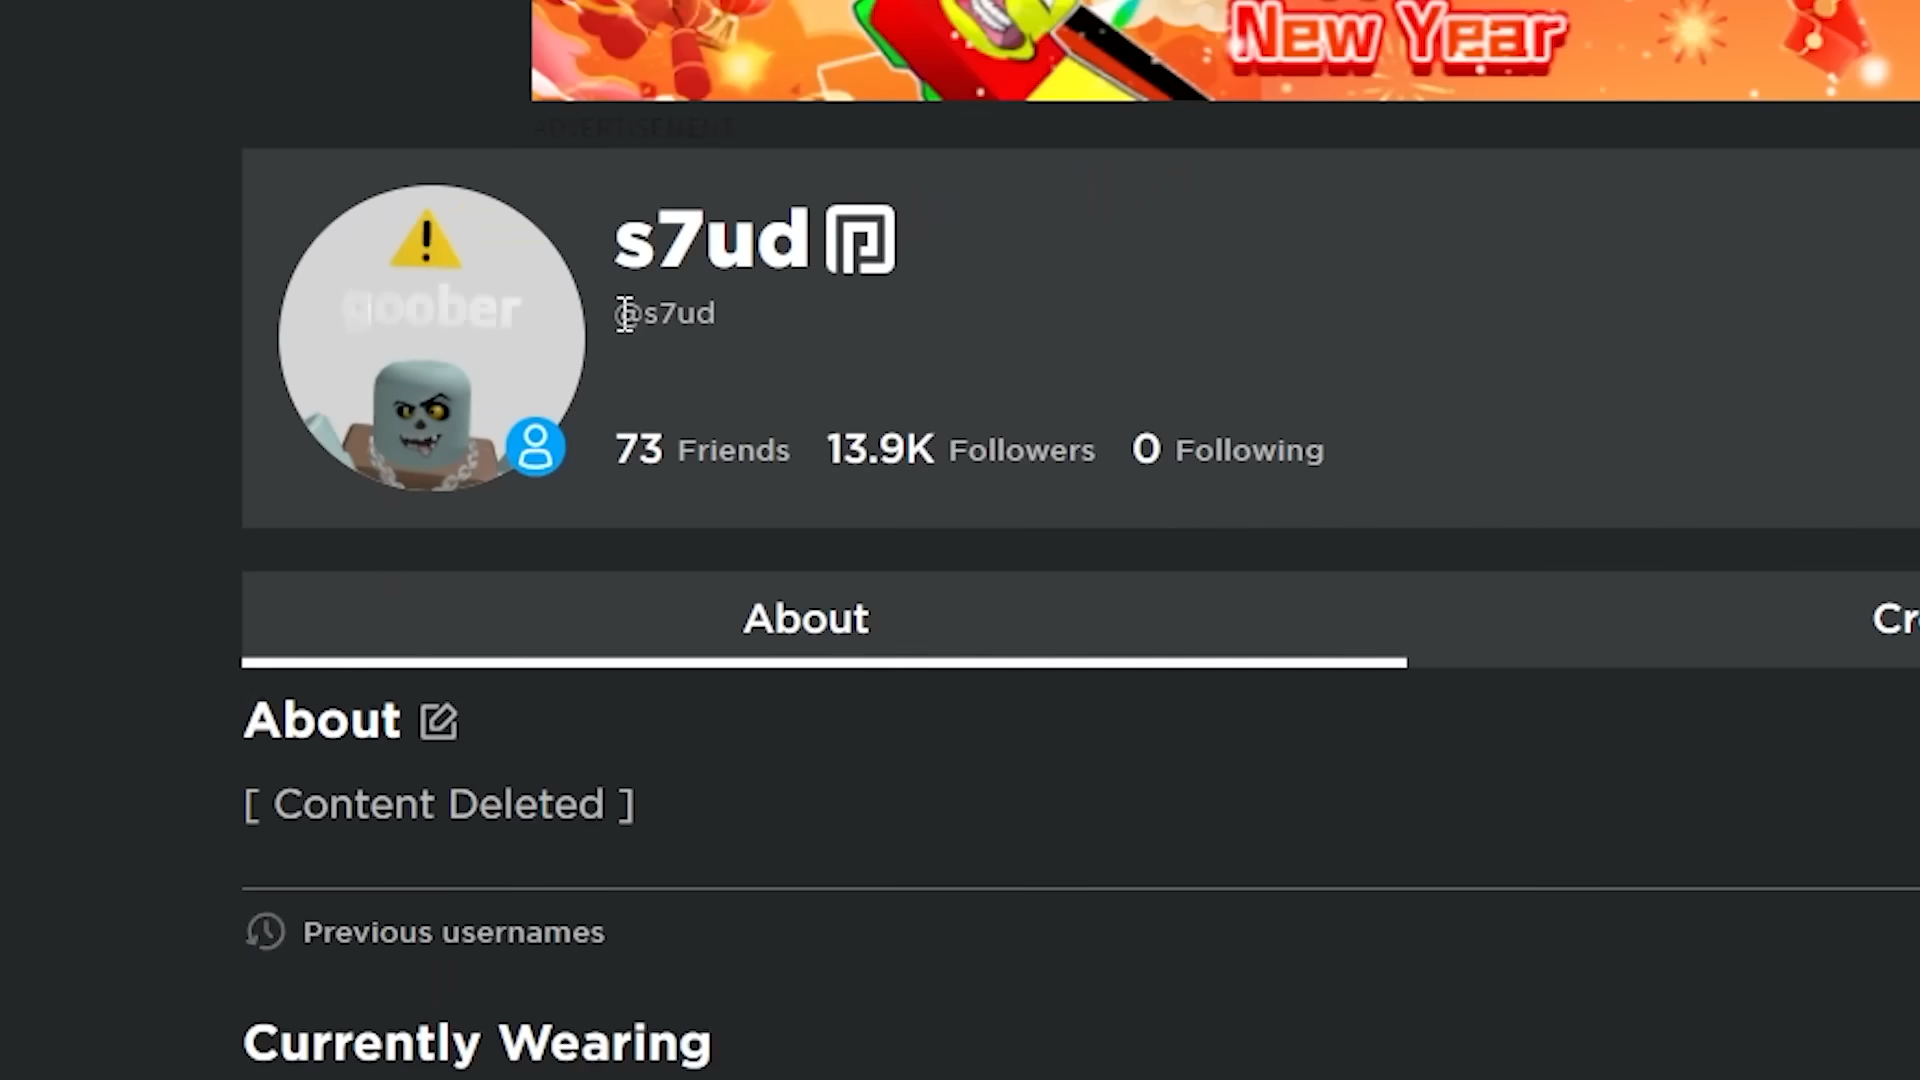 New Year
ADVERTISEMENT
goober
s7ud
@s7ud
73 Friends 13.9K Followers 0 Following
About
Cr
About
[ Content Deleted ]
Previous usernames
Currently Wearing